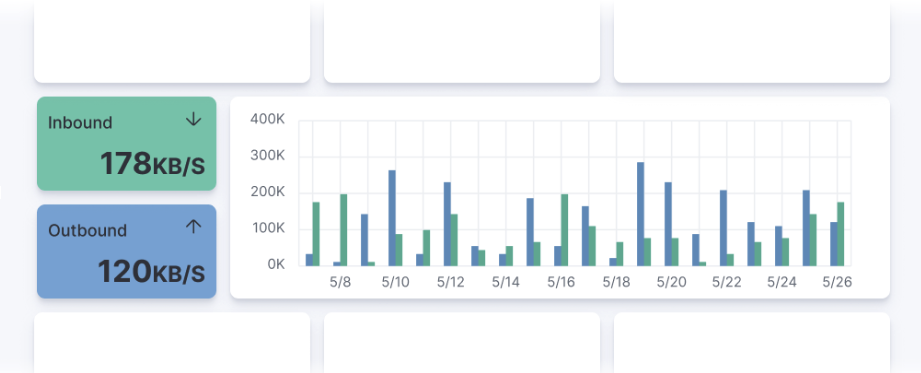 Inbound ↓
178KB/S
Outbound ↑
120KB/S
400K
300K
200K
100K
0K
5/8 5/10 5/12 5/14 5/16 5/18 5/20 5/22 5/24 5/26